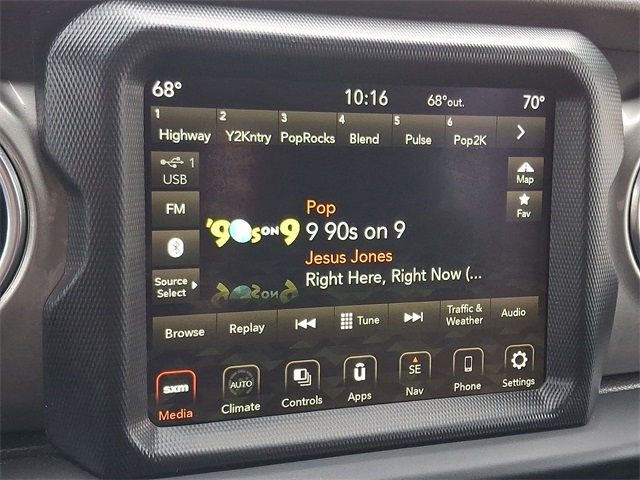 68° 10:16 68°out. 70°
1 Highway 2 Y2Kntry 3 PopRocks 4 Blend 5 Pulse 6 Pop2K
1
USB
Map
FM
Fav
Pop
'90s ON 9
9 90s on 9
Jesus Jones
Source Select
Right Here, Right Now (...
Browse Replay Tune Traffic & Weather Audio
sxm AUTO SE
Media Climate Controls Apps Nav Phone Settings